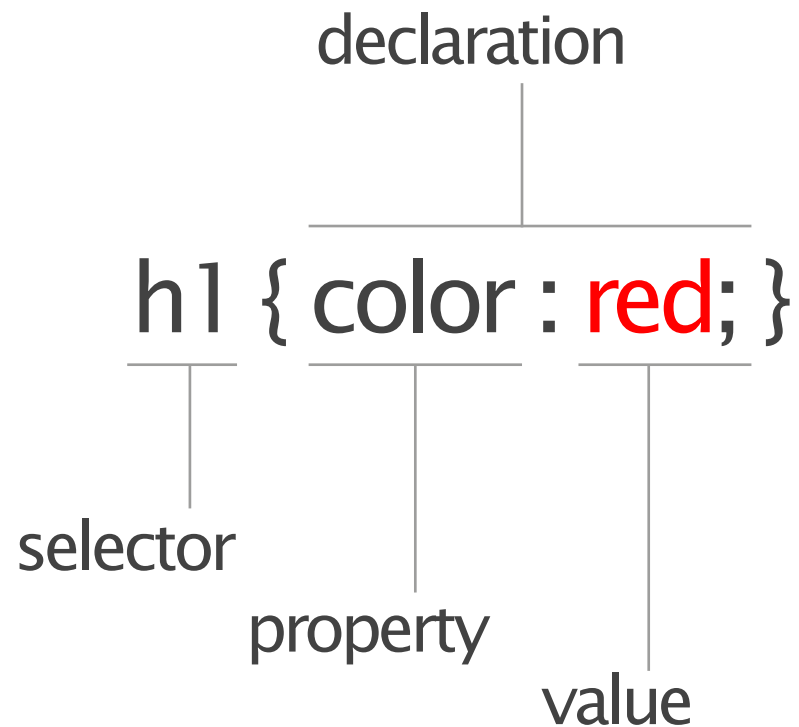 declaration
h1 { color : red; }
selector
property
value